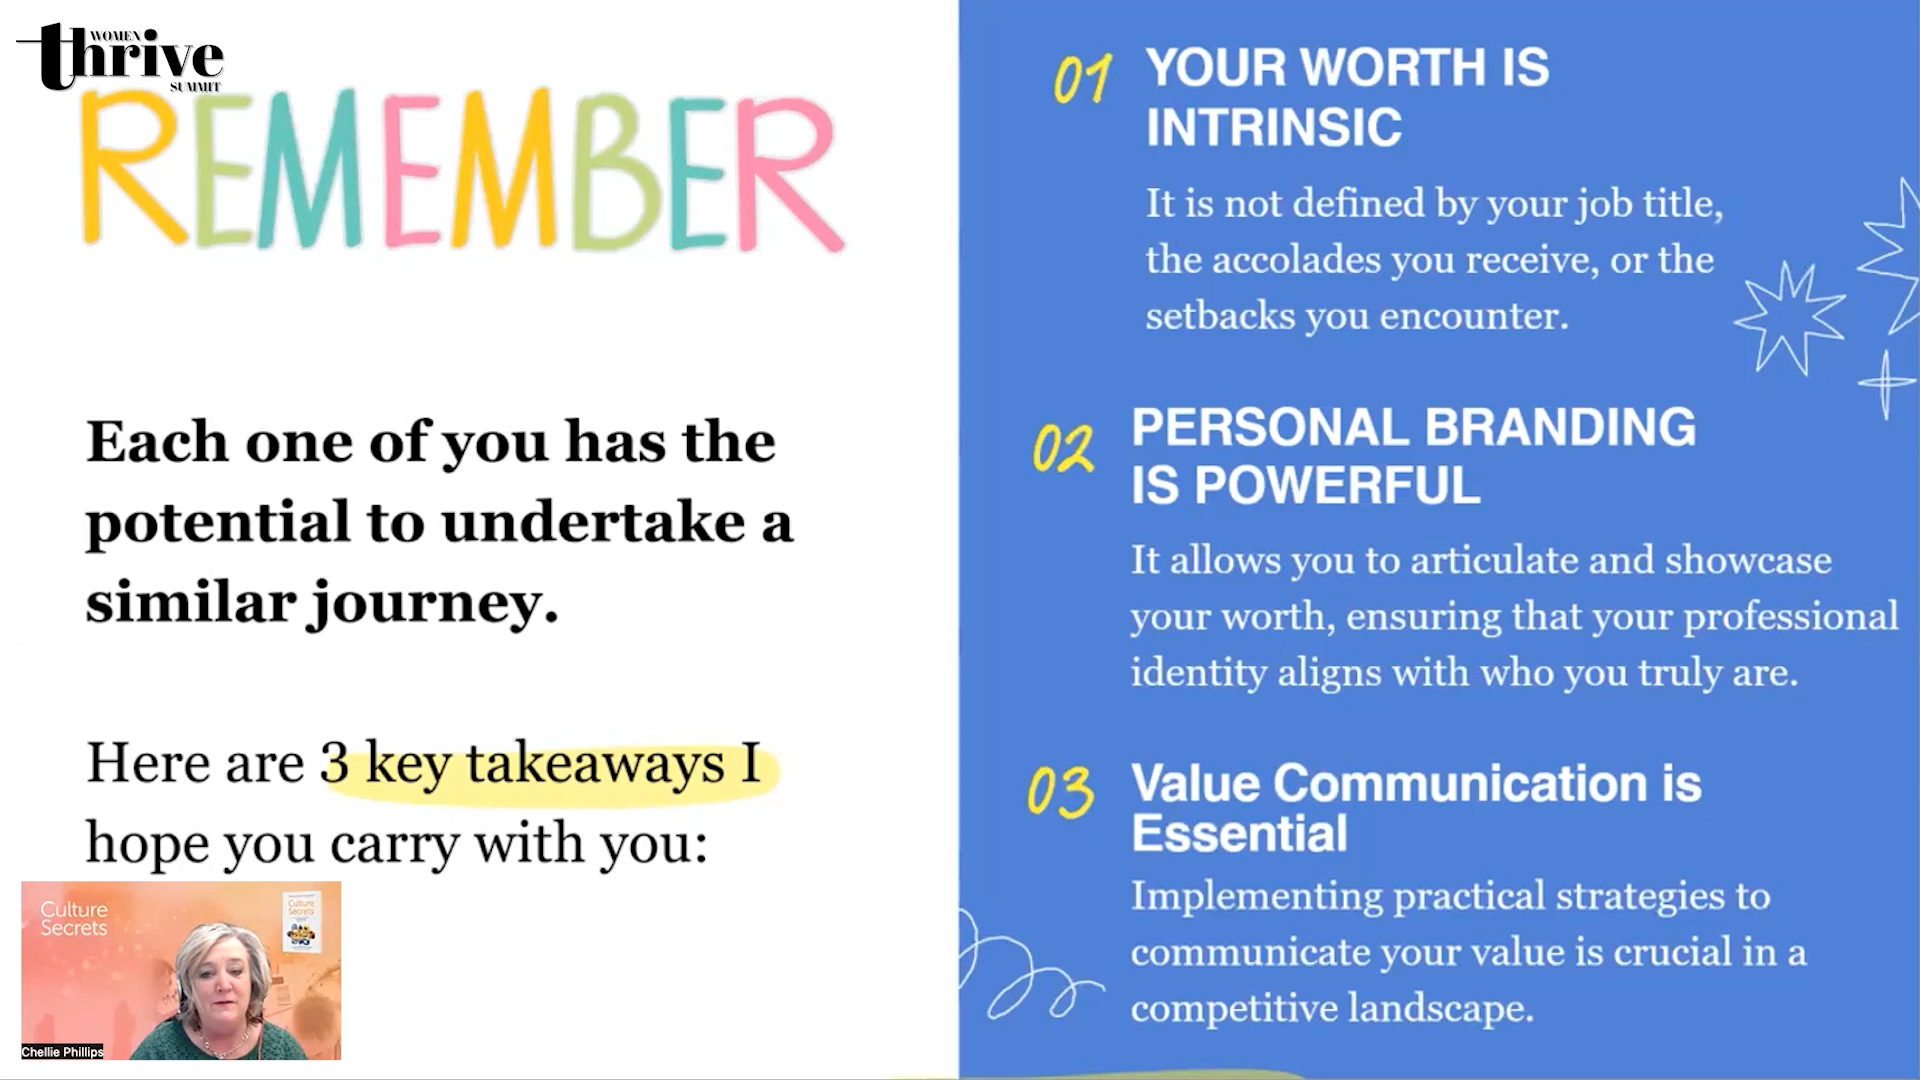 WOMEN
thrive
SUMMIT
REMEMBER
Each one of you has the
potential to undertake a
similar journey.
Here are 3 key takeaways I
hope you carry with you:
Culture
Secrets
Culture
Secrets
Chellie Phillips
01
YOUR WORTH IS
INTRINSIC
It is not defined by your job title,
the accolades you receive, or the
setbacks you encounter.
02
PERSONAL BRANDING
IS POWERFUL
It allows you to articulate and showcase
your worth, ensuring that your professional
identity aligns with who you truly are.
03
Value Communication is
Essential
Implementing practical strategies to
communicate your value is crucial in a
competitive landscape.